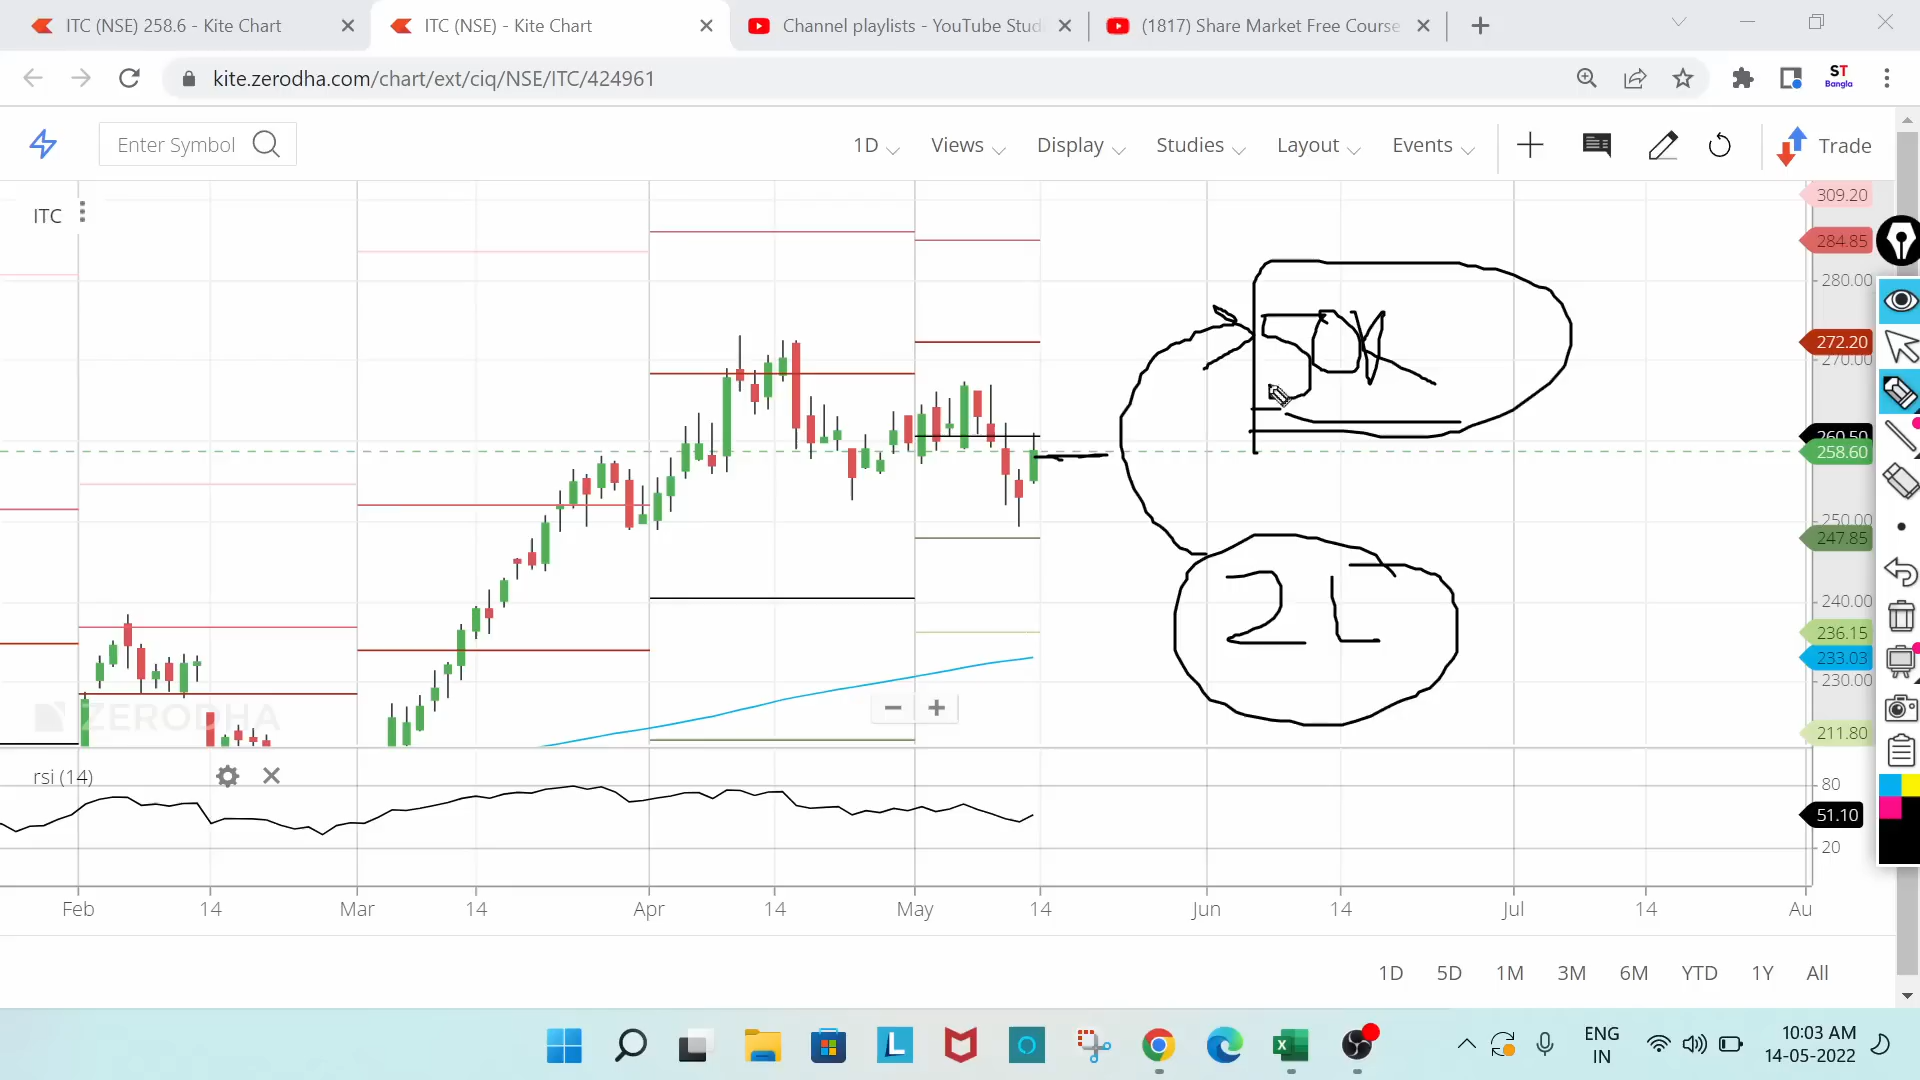 ITC (NSE) 258.6 - Kite Chart
ITC (NSE) - Kite Chart
Channel playlists - YouTube Studi
(1817) Share Market Free Course
kite.zerodha.com/chart/ext/ciq/NSE/ITC/424961
ST
Bangla
Enter Symbol
1D Views Display Studies Layout Events Trade
ITC
309.20
284.85
280.00
272.20
270.00
260.50
258.60
250.00
247.85
240.00
236.15
233.03
230.00
211.80
50K
2L
ZERODHA
rsi (14)
80
51.10
20
Feb 14 Mar 14 Apr 14 May 14 Jun 14 Jul 14 Au
1D 5D 1M 3M 6M YTD 1Y All
L
ENG
IN
10:03 AM
14-05-2022